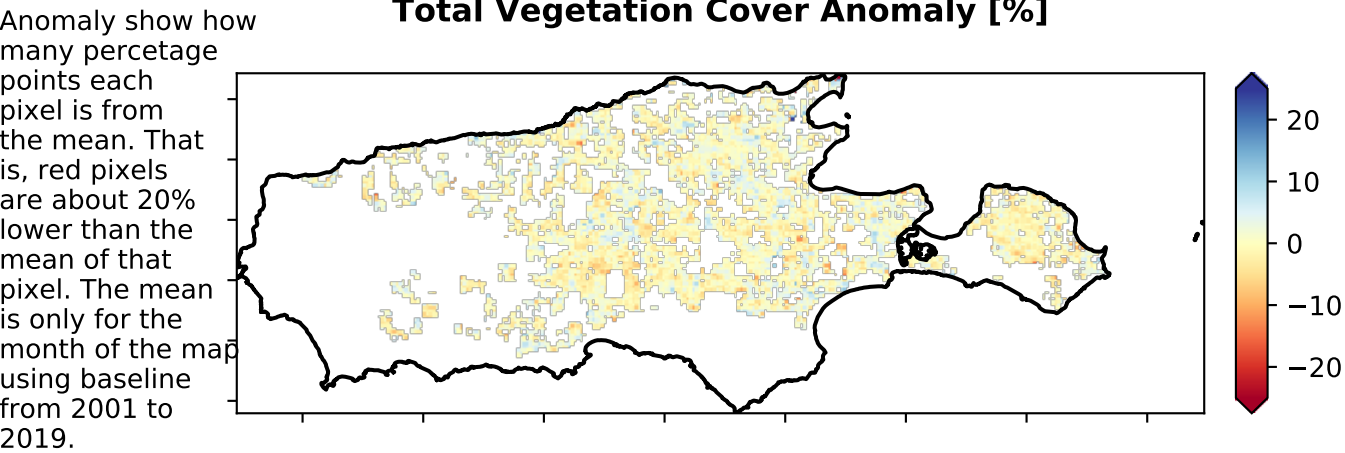 Total Vegetation Cover Anomaly [%]
Anomaly show how
many percetage
points each
pixel is from
the mean. That
is, red pixels
are about 20%
lower than the
mean of that
pixel. The mean
is only for the
month of the map
using baseline
from 2001 to
2019.
20
10
0
−10
−20